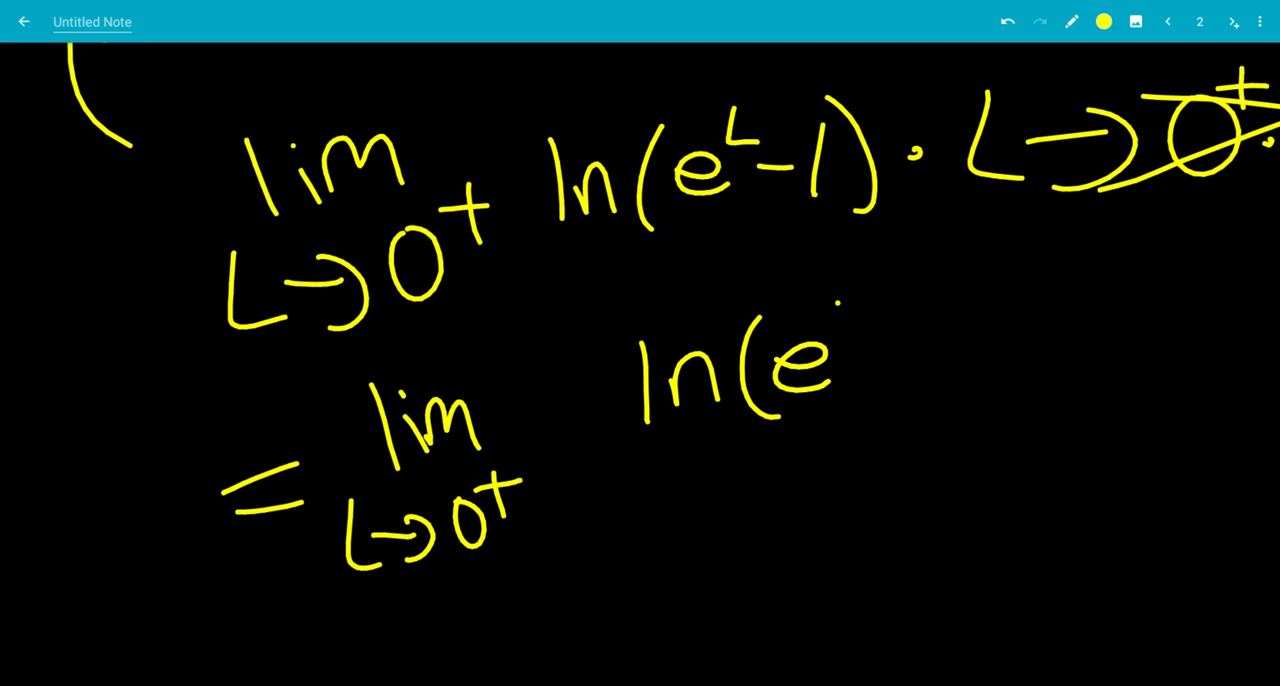 Untitled Note
2
lim ln(e^L-1) · L → 0^+
L→0^+
ln(e
= lim
L→0^+